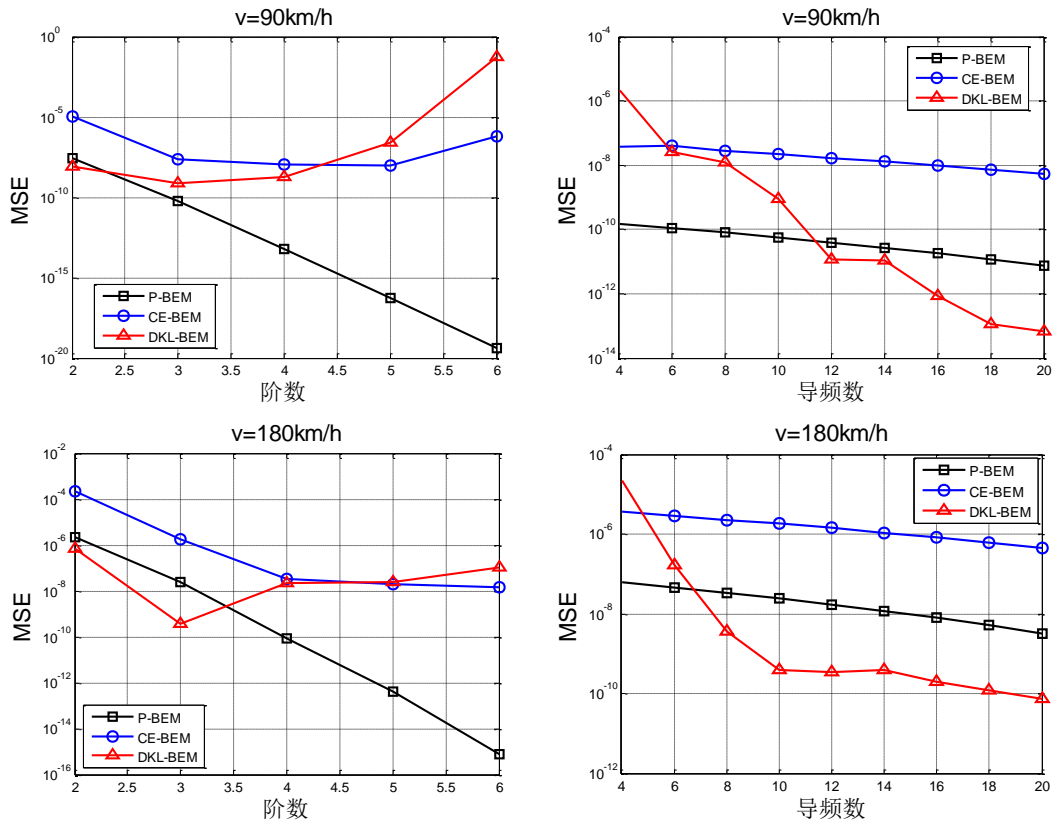 v=90km/h
10^0
10^-5
10^-10
10^-15
10^-20
MSE
P-BEM
CE-BEM
DKL-BEM
2 2.5 3 3.5 4 4.5 5 5.5 6
阶数
v=90km/h
10^-4
10^-6
10^-8
10^-10
10^-12
10^-14
MSE
P-BEM
CE-BEM
DKL-BEM
4 6 8 10 12 14 16 18 20
导频数
v=180km/h
10^-2
10^-4
10^-6
10^-8
10^-10
10^-12
10^-14
10^-16
MSE
P-BEM
CE-BEM
DKL-BEM
2 2.5 3 3.5 4 4.5 5 5.5 6
阶数
v=180km/h
10^-4
10^-6
10^-8
10^-10
10^-12
MSE
P-BEM
CE-BEM
DKL-BEM
4 6 8 10 12 14 16 18 20
导频数